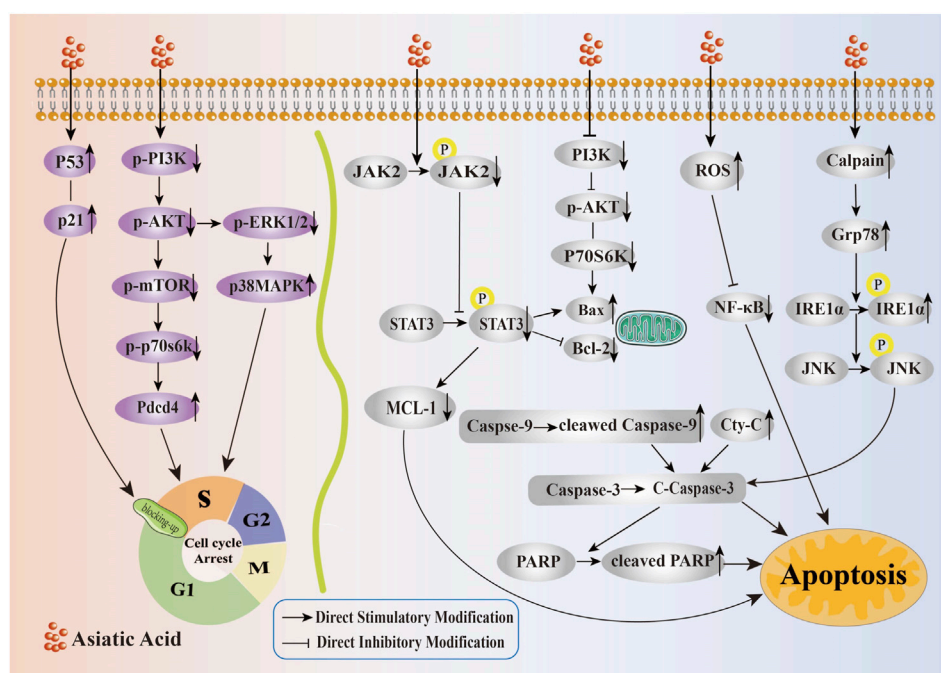 P53
p21
p-PI3K
p-AKT
p-ERK1/2
p-mTOR
p38MAPK
p-p70s6k
Pdcd4
blocking-up
S
G2
M
G1
Cell cycle
Arrest
Asiatic Acid
JAK2
P
JAK2
STAT3
P
STAT3
MCL-1
PI3K
p-AKT
P70S6K
Bax
Bcl-2
ROS
NF-κB
Calpain
Grp78
IRE1α
P
IRE1α
JNK
P
JNK
Caspse-9
cleawed Caspase-9
Cty-C
Caspase-3
C-Caspase-3
PARP
cleaved PARP
Apoptosis
Direct Stimulatory Modification
Direct Inhibitory Modification